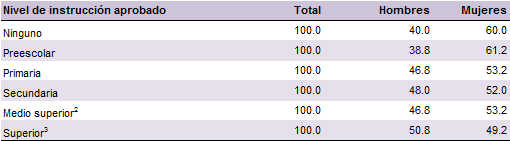 Nivel de instrucción aprobado Total Hombres Mujeres
Ninguno 100.0 40.0 60.0
Preescolar 100.0 38.8 61.2
Primaria 100.0 46.8 53.2
Secundaria 100.0 48.0 52.0
Medio superior² 100.0 46.8 53.2
Superior³ 100.0 50.8 49.2